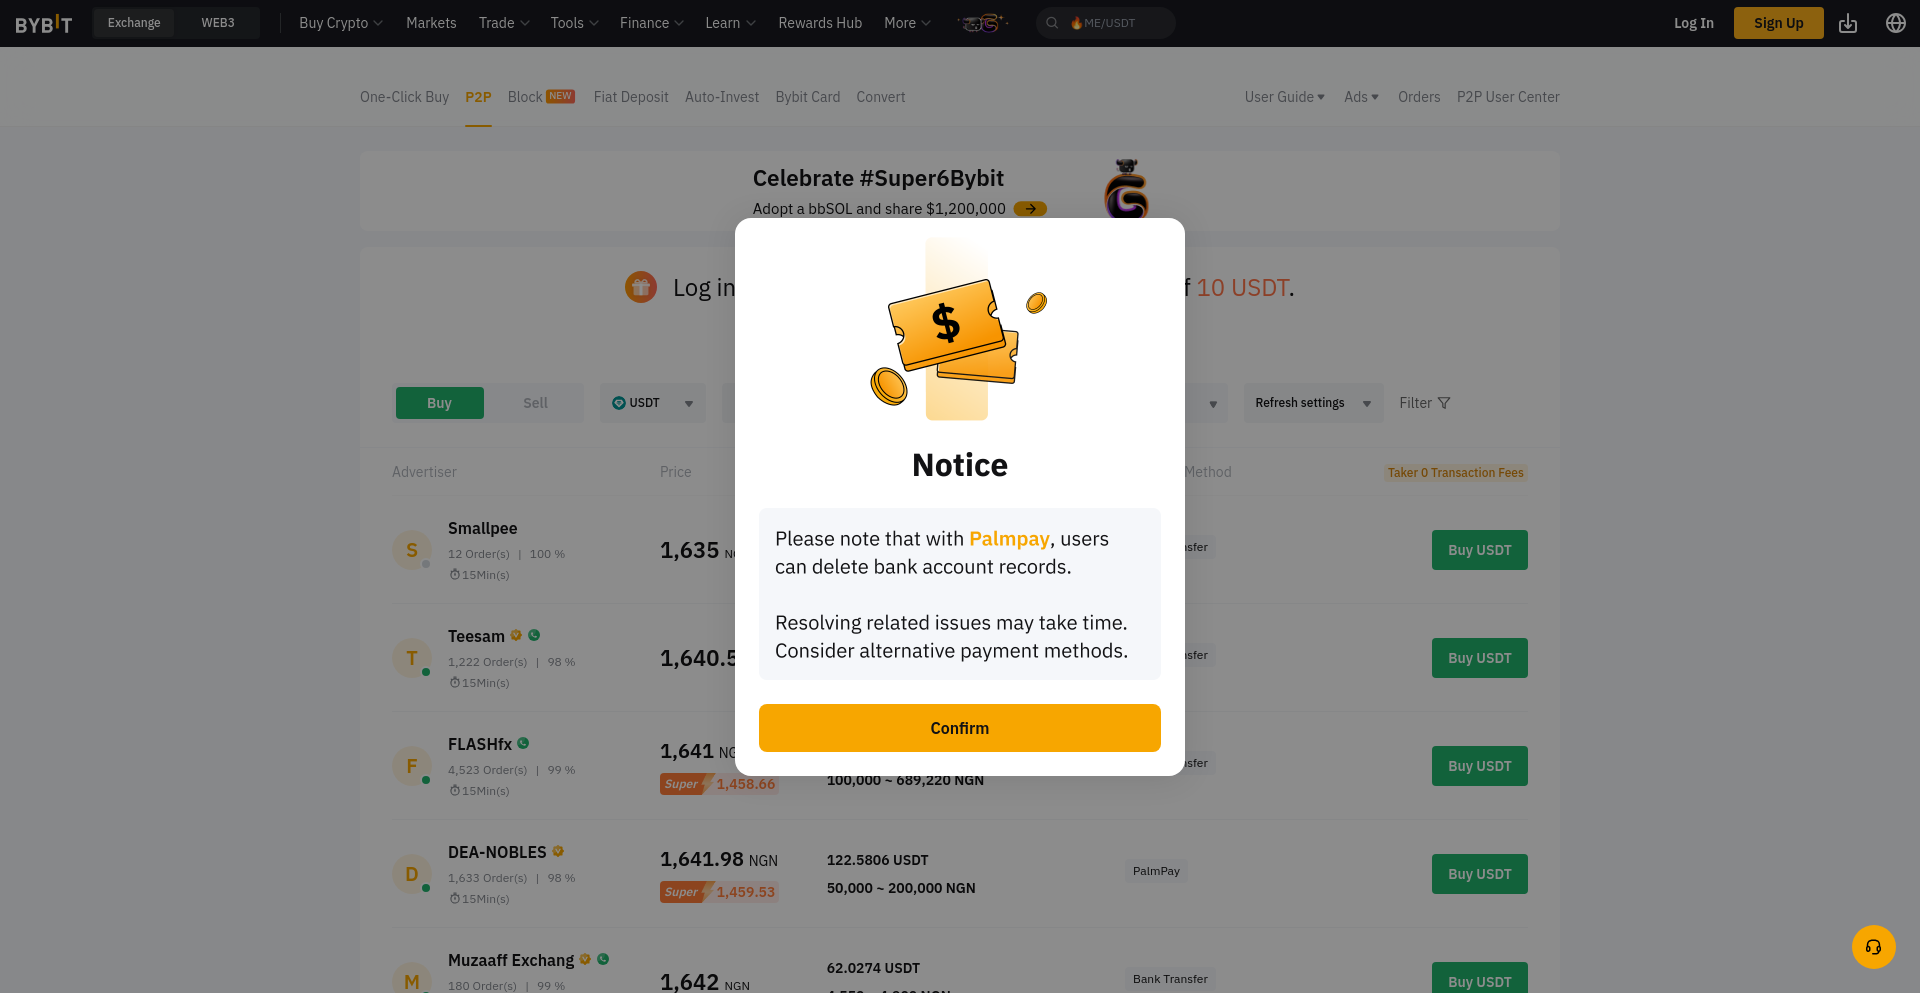 BYBIT Exchange WEB3 Buy Crypto Markets Trade Tools Finance Learn Rewards Hub More 🔥ME/USDT Log In Sign Up
One-Click Buy P2P Block NEW Fiat Deposit Auto-Invest Bybit Card Convert User Guide Ads Orders P2P User Center
Celebrate #Super6Bybit
Adopt a bbSOL and share $1,200,000
Log in
f 10 USDT.
Buy Sell USDT Refresh settings Filter
Advertiser Price Method Taker 0 Transaction Fees
$
Notice
Please note that with Palmpay, users
can delete bank account records.
Resolving related issues may take time.
Consider alternative payment methods.
Confirm
S
Smallpee
12 Order(s) | 100 %
15Min(s)
1,635
Buy USDT
T
Teesam
1,222 Order(s) | 98 %
15Min(s)
1,640.5
Buy USDT
F
FLASHfx
4,523 Order(s) | 99 %
15Min(s)
1,641
Super 1,458.66
100,000 ~ 689,220 NGN
Buy USDT
D
DEA-NOBLES
1,633 Order(s) | 98 %
15Min(s)
1,641.98 NGN
Super 1,459.53
122.5806 USDT
50,000 ~ 200,000 NGN
PalmPay
Buy USDT
M
Muzaaff Exchang
180 Order(s) | 99 %
1,642 NGN
62.0274 USDT
Bank Transfer
Buy USDT